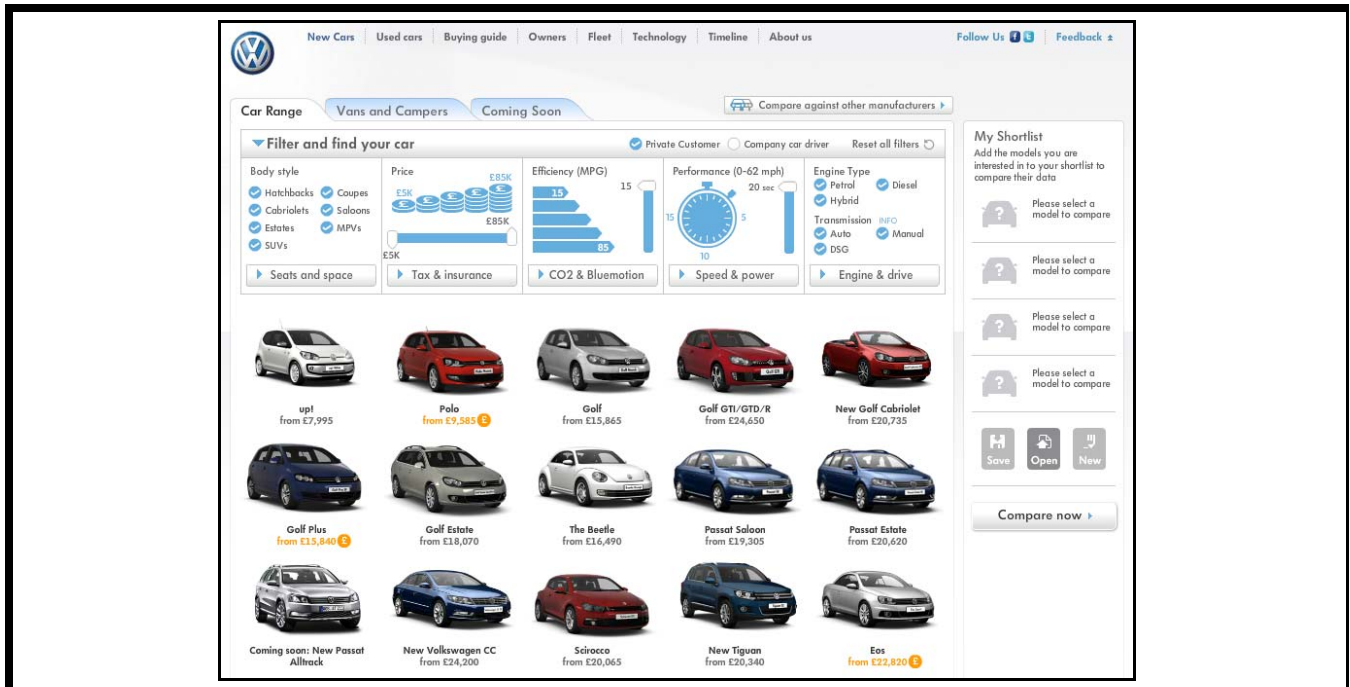 New Cars Used cars Buying guide Owners Fleet Technology Timeline About us Follow Us Feedback
Car Range Vans and Campers Coming Soon Compare against other manufacturers
Filter and find your car Private Customer Company car driver Reset all filters
Body style
Hatchbacks Coupes
Cabriolets Saloons
Estates MPVs
SUVs
Seats and space
Price
£85K
£5K
£85K
£5K
Tax & insurance
Efficiency (MPG)
15
15
85
CO2 & Bluemotion
Performance (0-62 mph)
20 sec
15 5
10
Speed & power
Engine Type
Petrol Diesel
Hybrid
Transmission INFO
Auto Manual
DSG
Engine & drive
My Shortlist
Add the models you are
interested in to your shortlist to
compare their data
Please select a
model to compare
Please select a
model to compare
Please select a
model to compare
Please select a
model to compare
Save Open New
Compare now
up! Polo Golf Golf GTI/GTD/R New Golf Cabriolet
from £7,995 from £9,585 £ from £15,865 from £24,650 from £20,735
Golf Plus Golf Estate The Beetle Passat Saloon Passat Estate
from £15,840 £ from £18,070 from £16,490 from £19,305 from £20,620
Coming soon: New Passat New Volkswagen CC Scirocco New Tiguan Eos
Alltrack from £24,200 from £20,065 from £20,340 from £22,820 £